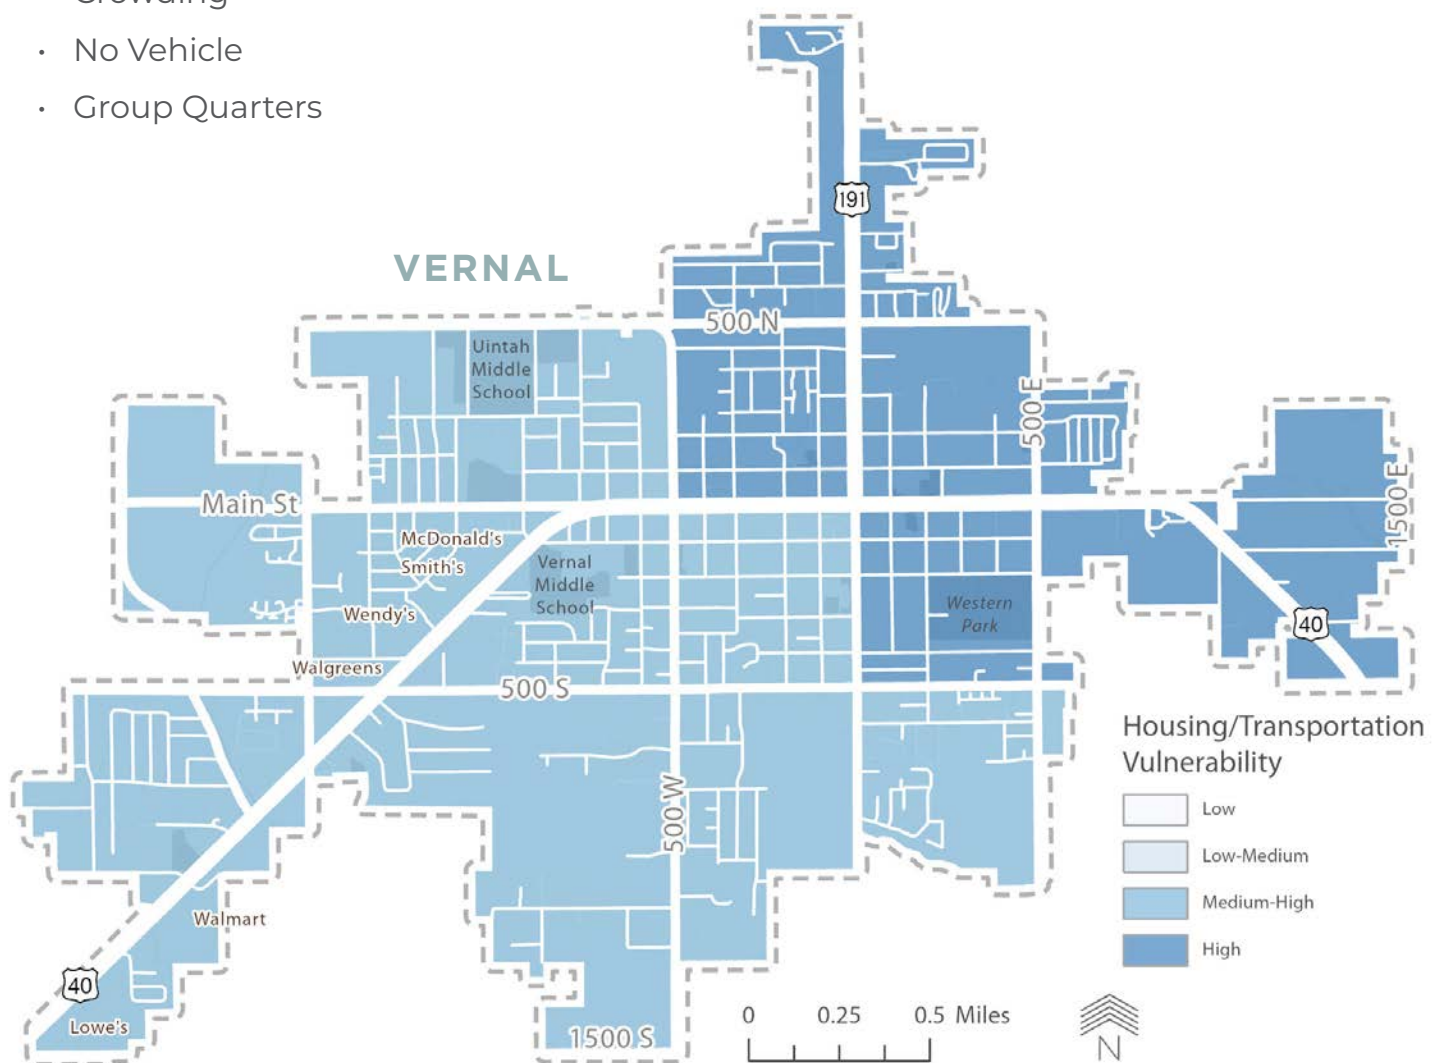 Crowding
• No Vehicle
• Group Quarters
191
VERNAL
500 N
Uintah
Middle
School
500 E
Main St
1500 E
McDonald's
Smith's
Vernal
Middle
School
Wendy's
Western
Park
40
Walgreens
500 S
Housing/Transportation
Vulnerability
Low
Low-Medium
Medium-High
High
500 W
Walmart
40
Lowe's
1500 S
0 0.25 0.5 Miles
N